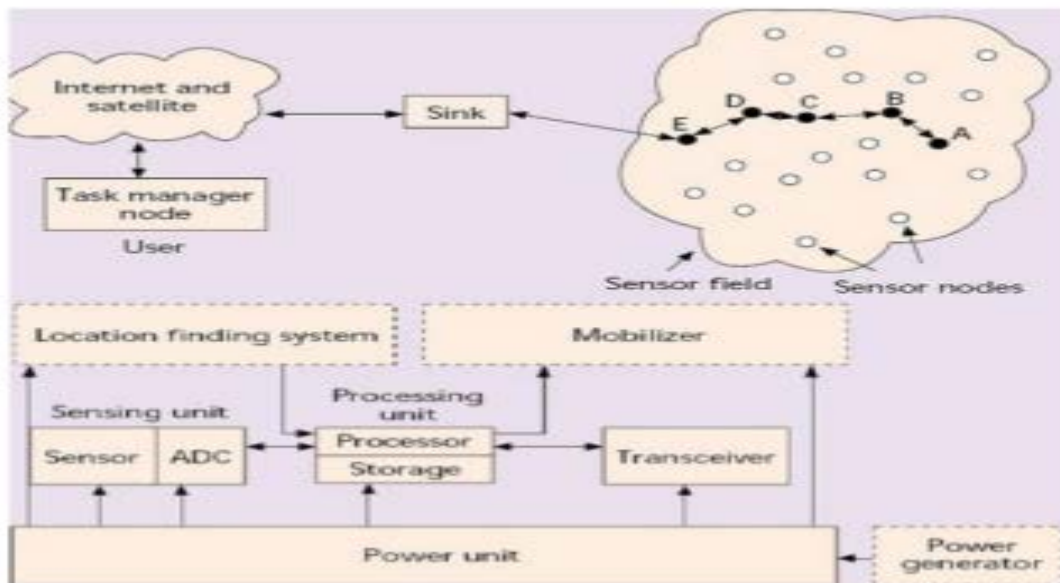 Internet and
satellite
Sink
D
C
B
E
A
Task manager
node
User
Sensor field
Sensor nodes
Location finding system
Mobilizer
Sensing unit
Processing
unit
Sensor
ADC
Processor
Storage
Transceiver
Power unit
Power
generator